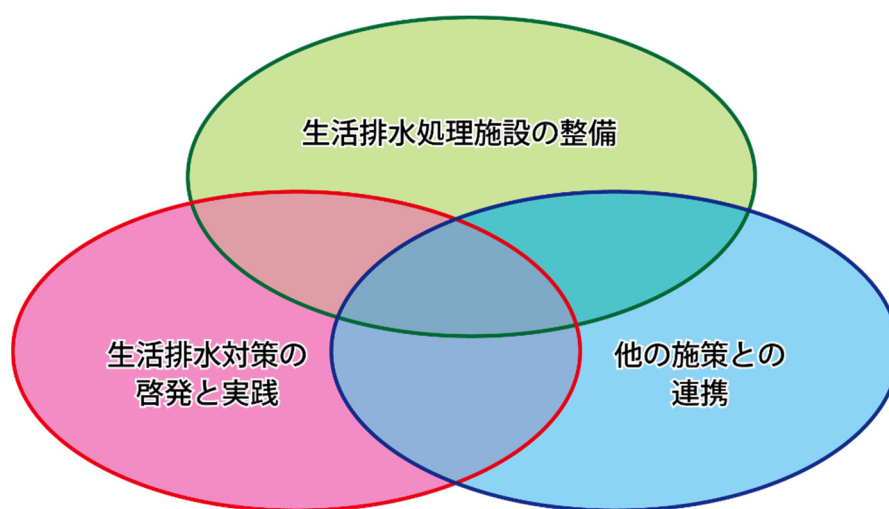 生活排水処理施設の整備
生活排水対策の
啓発と実践
他の施策との
連携